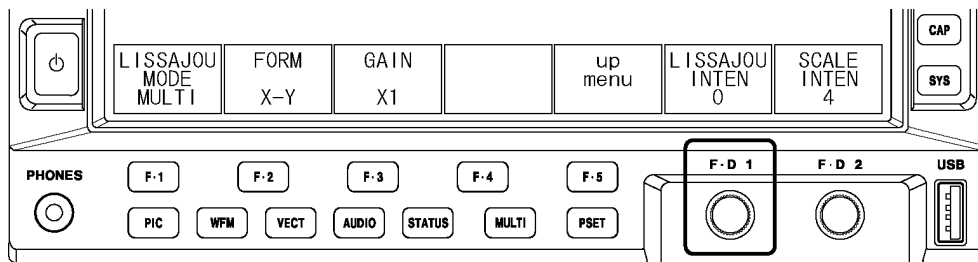 CAP
LISSAJOU
MODE
MULTI
FORM
X-Y
GAIN
X1
up
menu
LISSAJOU
INTEN
0
SCALE
INTEN
4
SYS
PHONES
F·1
F·2
F·3
F·4
F·5
F·D 1
F·D 2
USB
PIC
WFM
VECT
AUDIO
STATUS
MULTI
PSET